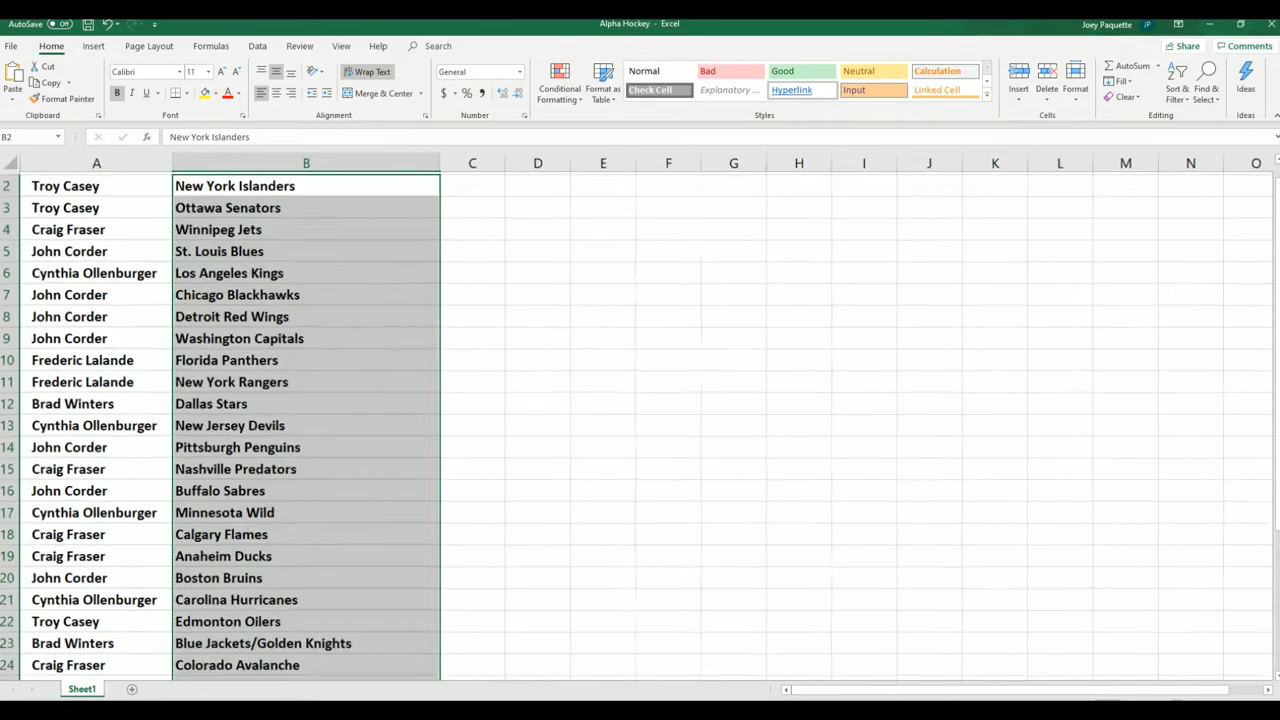 AutoSave Off Alpha Hockey - Excel Joey Paquette JP
File Home Insert Page Layout Formulas Data Review View Help Search Share Comments
Cut Calibri 11 Wrap Text General Normal Bad Good Neutral Calculation AutoSum
Copy Fill
Paste Format Painter B I U Merge & Center $ % Conditional Formatting Format as Table Check Cell Explanatory ... Hyperlink Input Linked Cell Insert Delete Format Clear Sort & Filter Find & Select Ideas
Clipboard Font Alignment Number Styles Cells Editing Ideas
B2 fx New York Islanders
A B C D E F G H I J K L M N O
2 Troy Casey New York Islanders
3 Troy Casey Ottawa Senators
4 Craig Fraser Winnipeg Jets
5 John Corder St. Louis Blues
6 Cynthia Ollenburger Los Angeles Kings
7 John Corder Chicago Blackhawks
8 John Corder Detroit Red Wings
9 John Corder Washington Capitals
10 Frederic Lalande Florida Panthers
11 Frederic Lalande New York Rangers
12 Brad Winters Dallas Stars
13 Cynthia Ollenburger New Jersey Devils
14 John Corder Pittsburgh Penguins
15 Craig Fraser Nashville Predators
16 John Corder Buffalo Sabres
17 Cynthia Ollenburger Minnesota Wild
18 Craig Fraser Calgary Flames
19 Craig Fraser Anaheim Ducks
20 John Corder Boston Bruins
21 Cynthia Ollenburger Carolina Hurricanes
22 Troy Casey Edmonton Oilers
23 Brad Winters Blue Jackets/Golden Knights
24 Craig Fraser Colorado Avalanche
Sheet1